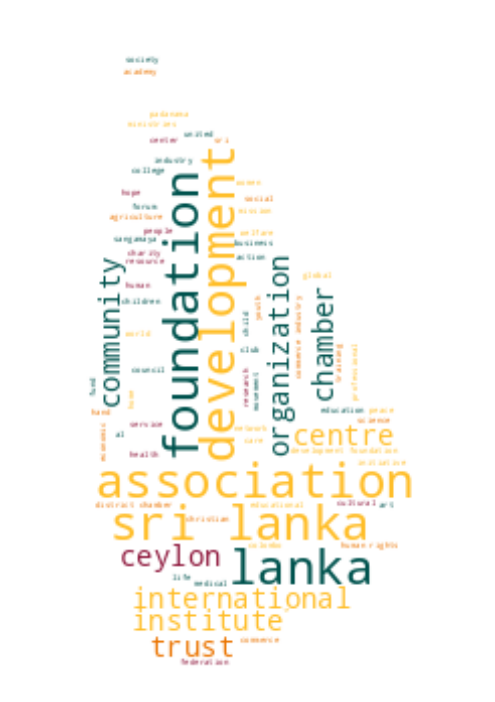 society
academy
padanama
ministries
united
center
sri
industry
college
women
hope
social
forum
mission
agriculture
people
welfare
sangamaya
business
charity
action
resource
foundation
development
community
organization
chamber
global
human
children
youth
child
commerce industry
world
club
training
professional
council
research
movement
fund
home
hand
education peace
science
service
al
economic
network
care
centre
health
development foundation
initiative
association
district chamber
educational
cultural
art
christian
sri lanka
colombo
human rights
ceylon
lanka
life
medical
international
institute
trust
commerce
federation